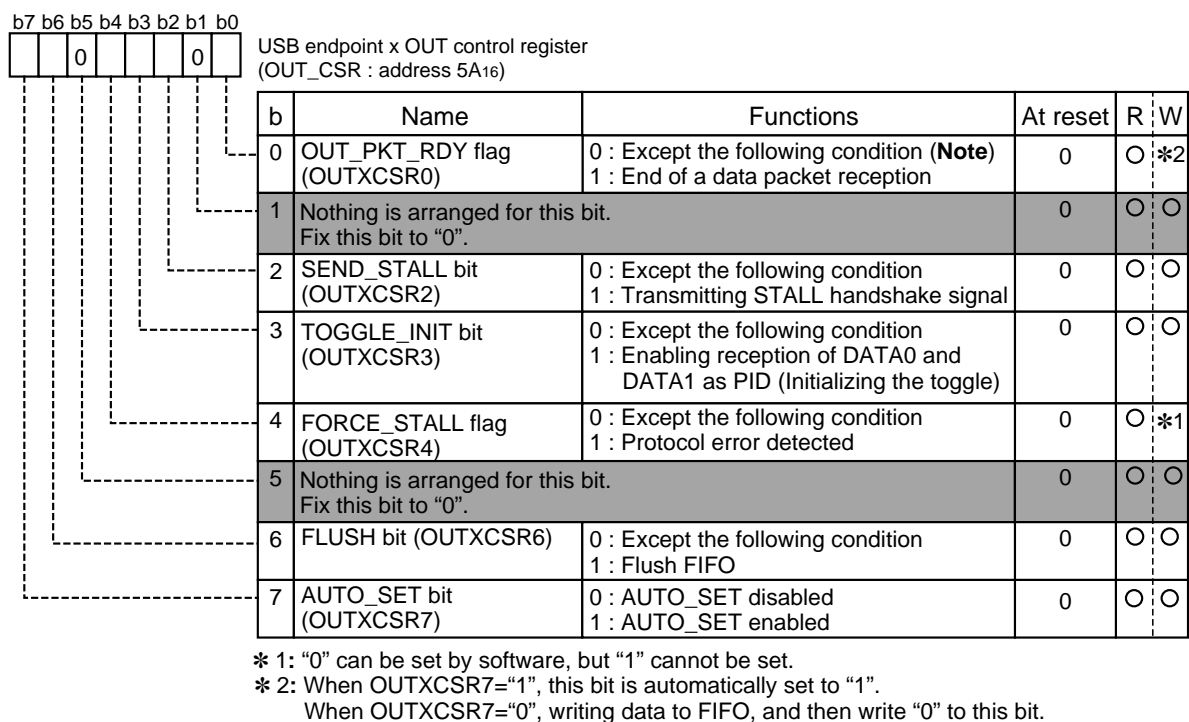 b7 b6 b5 b4 b3 b2 b1 b0
0 0
USB endpoint x OUT control register
(OUT_CSR : address 5A16)
b Name Functions At reset R W
0 OUT_PKT_RDY flag 0 : Except the following condition (Note) 0 O ✻2
(OUTXCSR0) 1 : End of a data packet reception
1 Nothing is arranged for this bit. 0 O O
Fix this bit to “0”.
2 SEND_STALL bit 0 : Except the following condition 0 O O
(OUTXCSR2) 1 : Transmitting STALL handshake signal
3 TOGGLE_INIT bit 0 : Except the following condition 0 O O
(OUTXCSR3) 1 : Enabling reception of DATA0 and
DATA1 as PID (Initializing the toggle)
4 FORCE_STALL flag 0 : Except the following condition 0 O ✻1
(OUTXCSR4) 1 : Protocol error detected
5 Nothing is arranged for this bit. 0 O O
Fix this bit to “0”.
6 FLUSH bit (OUTXCSR6) 0 : Except the following condition 0 O O
1 : Flush FIFO
7 AUTO_SET bit 0 : AUTO_SET disabled 0 O O
(OUTXCSR7) 1 : AUTO_SET enabled
✻ 1: “0” can be set by software, but “1” cannot be set.
✻ 2: When OUTXCSR7=“1”, this bit is automatically set to “1”.
When OUTXCSR7=“0”, writing data to FIFO, and then write “0” to this bit.